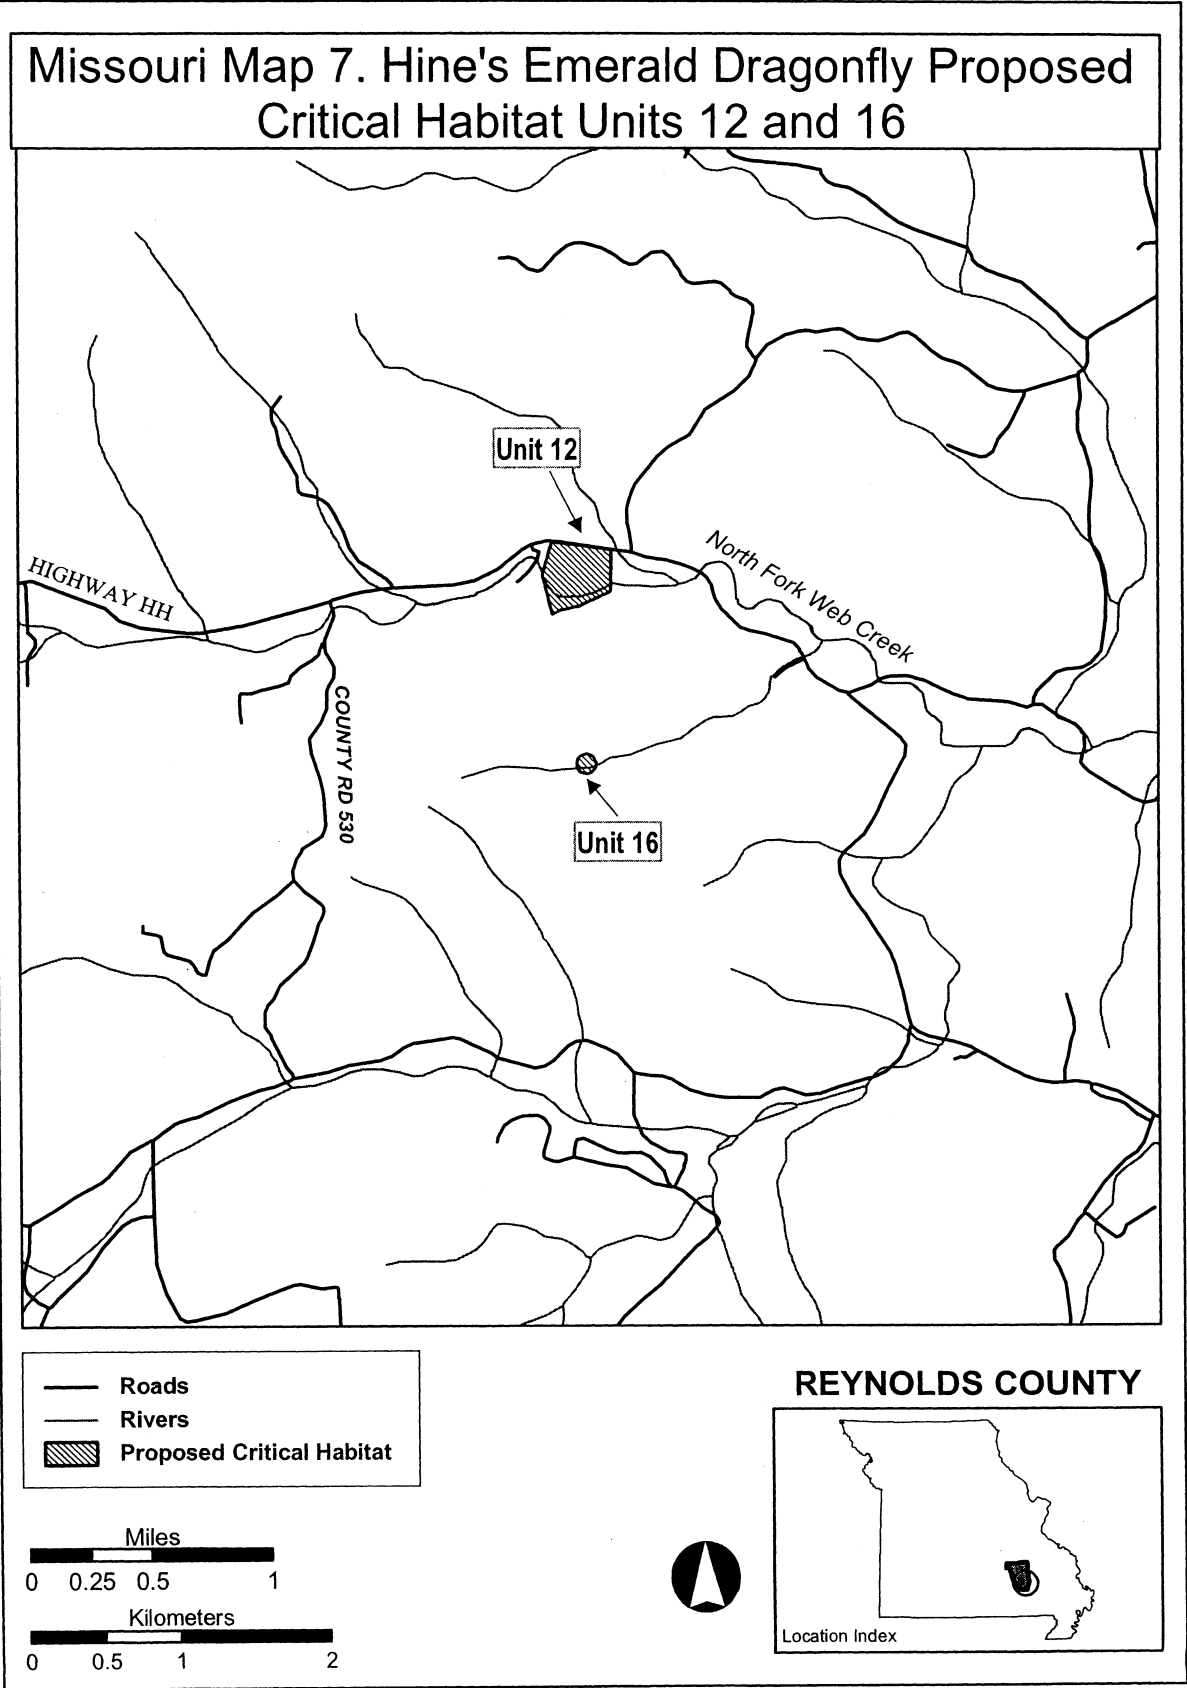 Missouri Map 7. Hine's Emerald Dragonfly Proposed
Critical Habitat Units 12 and 16
Unit 12
North Fork Web Creek
HIGHWAY HH
COUNTY RD 530
Unit 16
Roads
Rivers
Proposed Critical Habitat
REYNOLDS COUNTY
Miles
0 0.25 0.5 1
Kilometers
0 0.5 1 2
Location Index